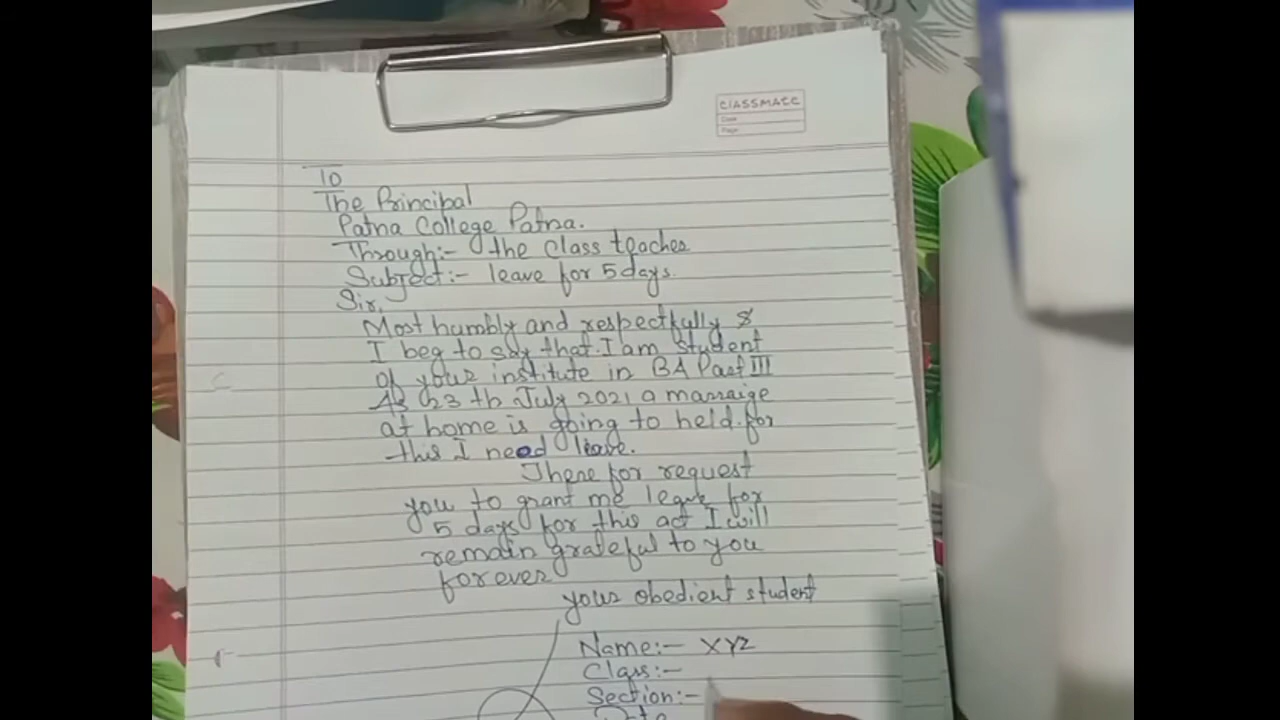 CLASSMATE
Date
Page
To
The Principal
Patna College Patna.
Through:- the class teacher
Subject:- leave for 5 days.
Sir,
Most humbly and respectfully &
I beg to say that I am student
of your institute in BA Part III
As 23 th July 2021 a marraige
at home is going to held for
this I need leave.
There for request
you to grant me leave for
5 days for this act I will
remain grateful to you
for ever
your obedient student
Name:- XYZ
Class:-
Section:-
Date